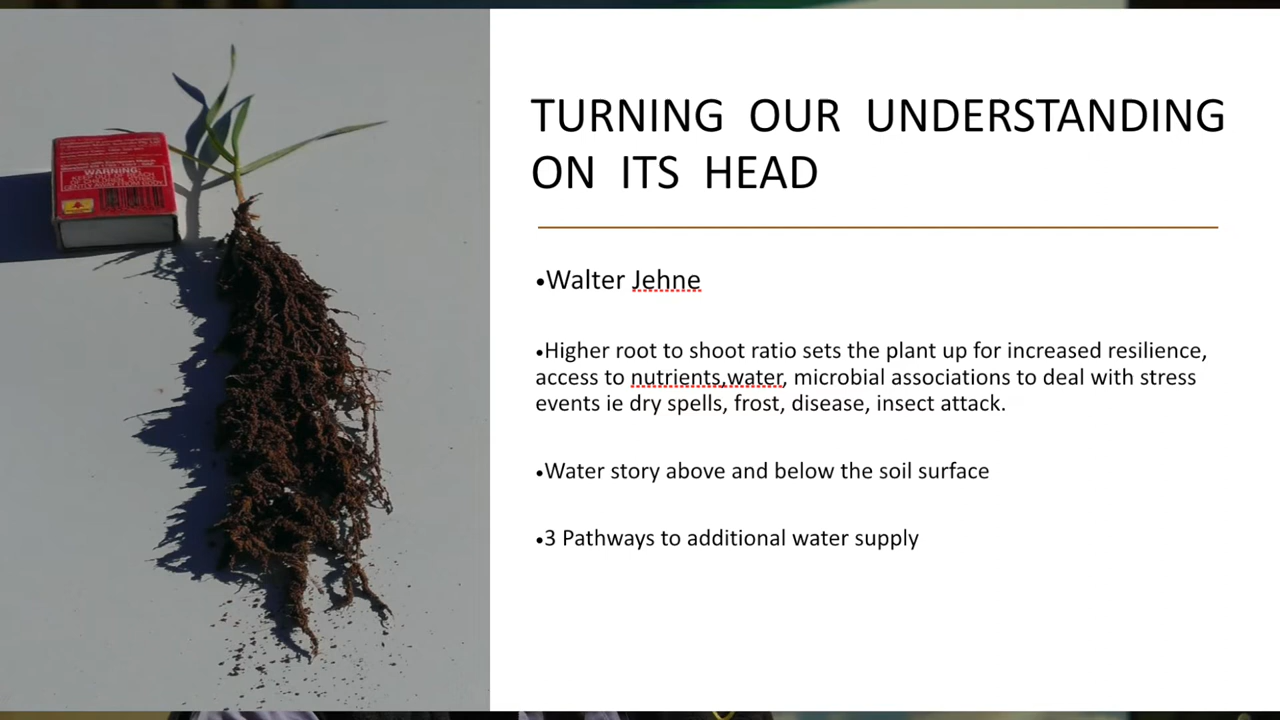 WARNING
TURNING OUR UNDERSTANDING
ON ITS HEAD
•Walter Jehne
•Higher root to shoot ratio sets the plant up for increased resilience,
access to nutrients,water, microbial associations to deal with stress
events ie dry spells, frost, disease, insect attack.
•Water story above and below the soil surface
•3 Pathways to additional water supply